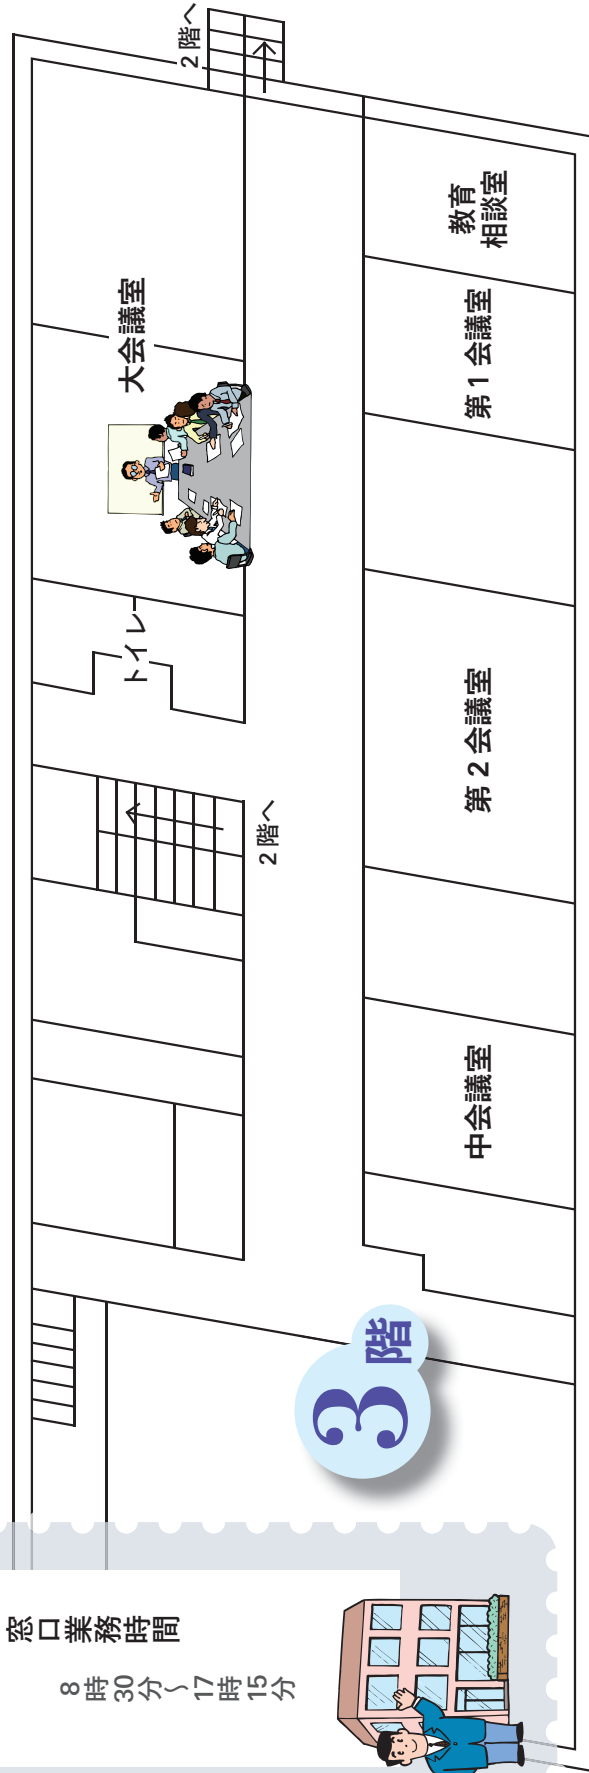 2階へ
教育
相談室
大会議室
第1会議室
トイレ
第2会議室
2階へ
中会議室
3階
窓口業務時間
8時30分〜17時15分